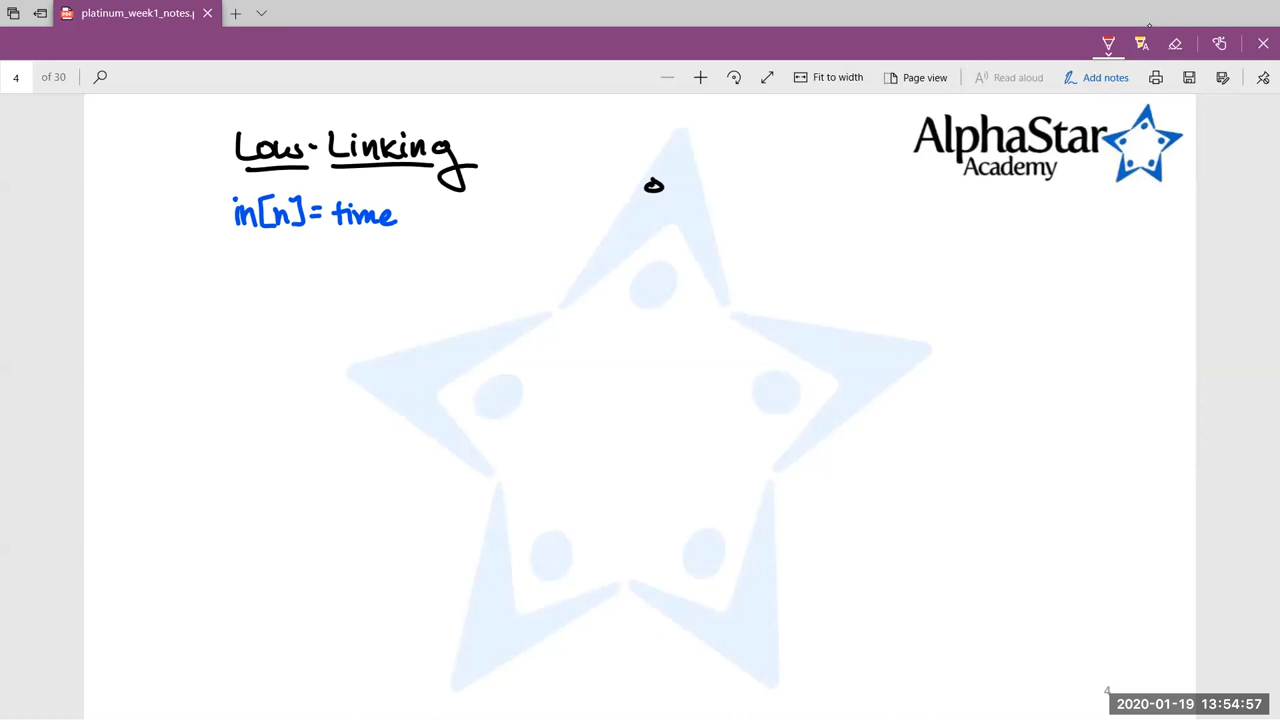 platinum_week1_notes.p
4 of 30 Fit to width Page view Read aloud Add notes
Low-Linking
AlphaStar
Academy
in[n]= time
4
2020-01-19 13:54:57